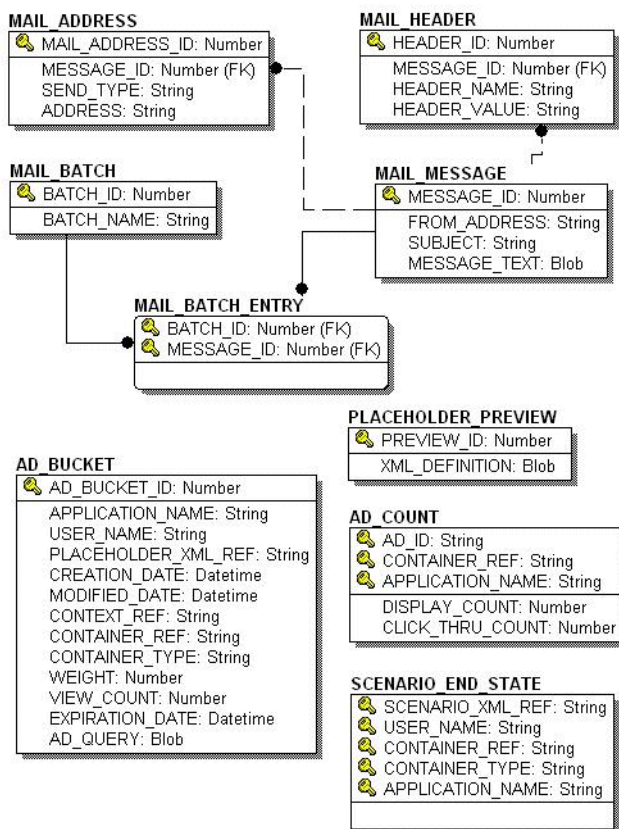 MAIL_ADDRESS
MAIL_ADDRESS_ID: Number
MESSAGE_ID: Number (FK)
SEND_TYPE: String
ADDRESS: String
MAIL_HEADER
HEADER_ID: Number
MESSAGE_ID: Number (FK)
HEADER_NAME: String
HEADER_VALUE: String
MAIL_BATCH
BATCH_ID: Number
BATCH_NAME: String
MAIL_MESSAGE
MESSAGE_ID: Number
FROM_ADDRESS: String
SUBJECT: String
MESSAGE_TEXT: Blob
MAIL_BATCH_ENTRY
BATCH_ID: Number (FK)
MESSAGE_ID: Number (FK)
PLACEHOLDER_PREVIEW
PREVIEW_ID: Number
XML_DEFINITION: Blob
AD_BUCKET
AD_BUCKET_ID: Number
APPLICATION_NAME: String
USER_NAME: String
PLACEHOLDER_XML_REF: String
CREATION_DATE: Datetime
MODIFIED_DATE: Datetime
CONTEXT_REF: String
CONTAINER_REF: String
CONTAINER_TYPE: String
WEIGHT: Number
VIEW_COUNT: Number
EXPIRATION_DATE: Datetime
AD_QUERY: Blob
AD_COUNT
AD_ID: String
CONTAINER_REF: String
APPLICATION_NAME: String
DISPLAY_COUNT: Number
CLICK_THRU_COUNT: Number
SCENARIO_END_STATE
SCENARIO_XML_REF: String
USER_NAME: String
CONTAINER_REF: String
CONTAINER_TYPE: String
APPLICATION_NAME: String